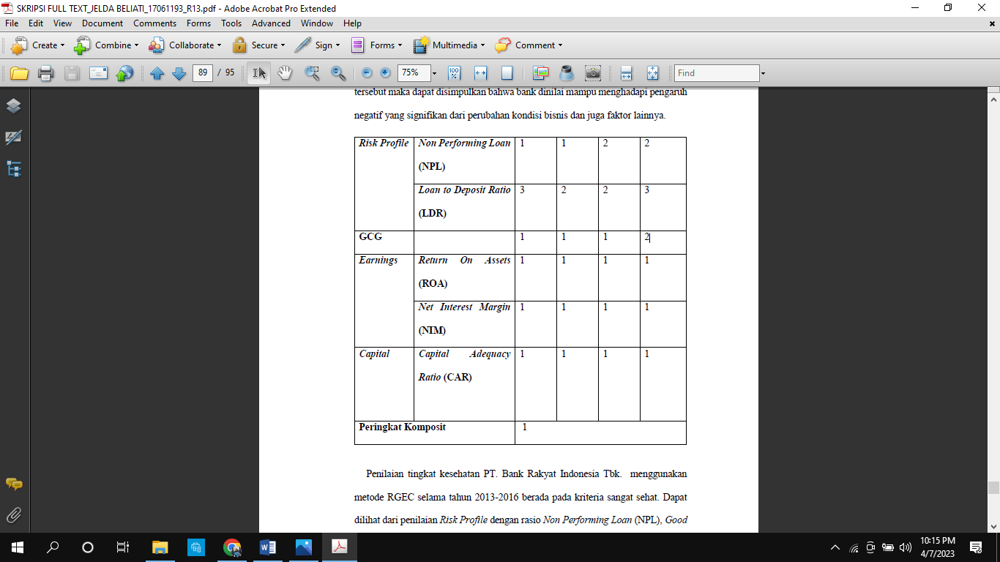 SKRIPSI FULL TEXT_JELDA BELIATI_17061193_R13.pdf - Adobe Acrobat Pro Extended
File Edit View Document Comments Forms Tools Advanced Window Help
Create Combine Collaborate Secure Sign Forms Multimedia Comment
89 / 95 75% 100% Find
tersebut maka dapat disimpulkan bahwa bank dinilai mampu menghadapi pengaruh
negatif yang signifikan dari perubahan kondisi bisnis dan juga faktor lainnya.
Risk Profile Non Performing Loan 1 1 2 2
(NPL)
Loan to Deposit Ratio 3 2 2 3
(LDR)
GCG 1 1 1 2
Earnings Return On Assets 1 1 1 1
(ROA)
Net Interest Margin 1 1 1 1
(NIM)
Capital Capital Adequacy 1 1 1 1
Ratio (CAR)
Peringkat Komposit 1
Penilaian tingkat kesehatan PT. Bank Rakyat Indonesia Tbk. menggunakan
metode RGEC selama tahun 2013-2016 berada pada kriteria sangat sehat. Dapat
dilihat dari penilaian Risk Profile dengan rasio Non Performing Loan (NPL), Good
10:15 PM
4/7/2023